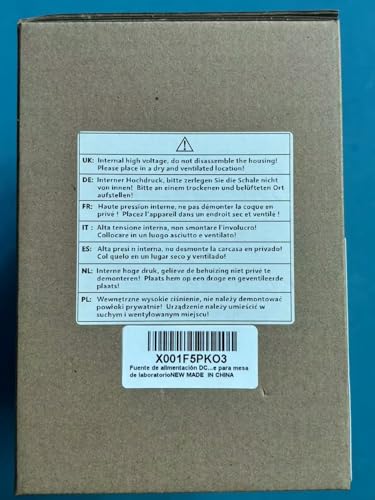 UK: Internal high voltage, do not disassemble the housing!
Please place in a dry and ventilated location!
DE: Interner Hochdruck, bitte zerlegen Sie die Schale nicht
von innen! Bitte an einem trockenen und belüfteten Ort
aufstellen!
FR: Haute pression interne, ne pas démonter la coque en
privé ! Placez l'appareil dans un endroit sec et ventile !
IT : Alta tensione interna, non smontare l'involucro!
Collocare in un luogo asciutto e ventilato!
ES: Alta presi n interna, no desmonte la carcasa en privado!
Col quelo en un lugar seco y ventilado!
NL: Interne hoge druk, gelieve de behoizing niet privé te
demonteren! Plaats hem op een droge en geventileerde
plaats!
PL: Wewnętrzne wysokie ciśnienie, nie należy demontować
powłoki prywatnie! Urządzenie należy umieścić w
suchym i wentylowanym miejscu!
X001F5PKO3
Fuente de alimentación DC...e para mesa
de laboratorioNEW MADE IN CHINA